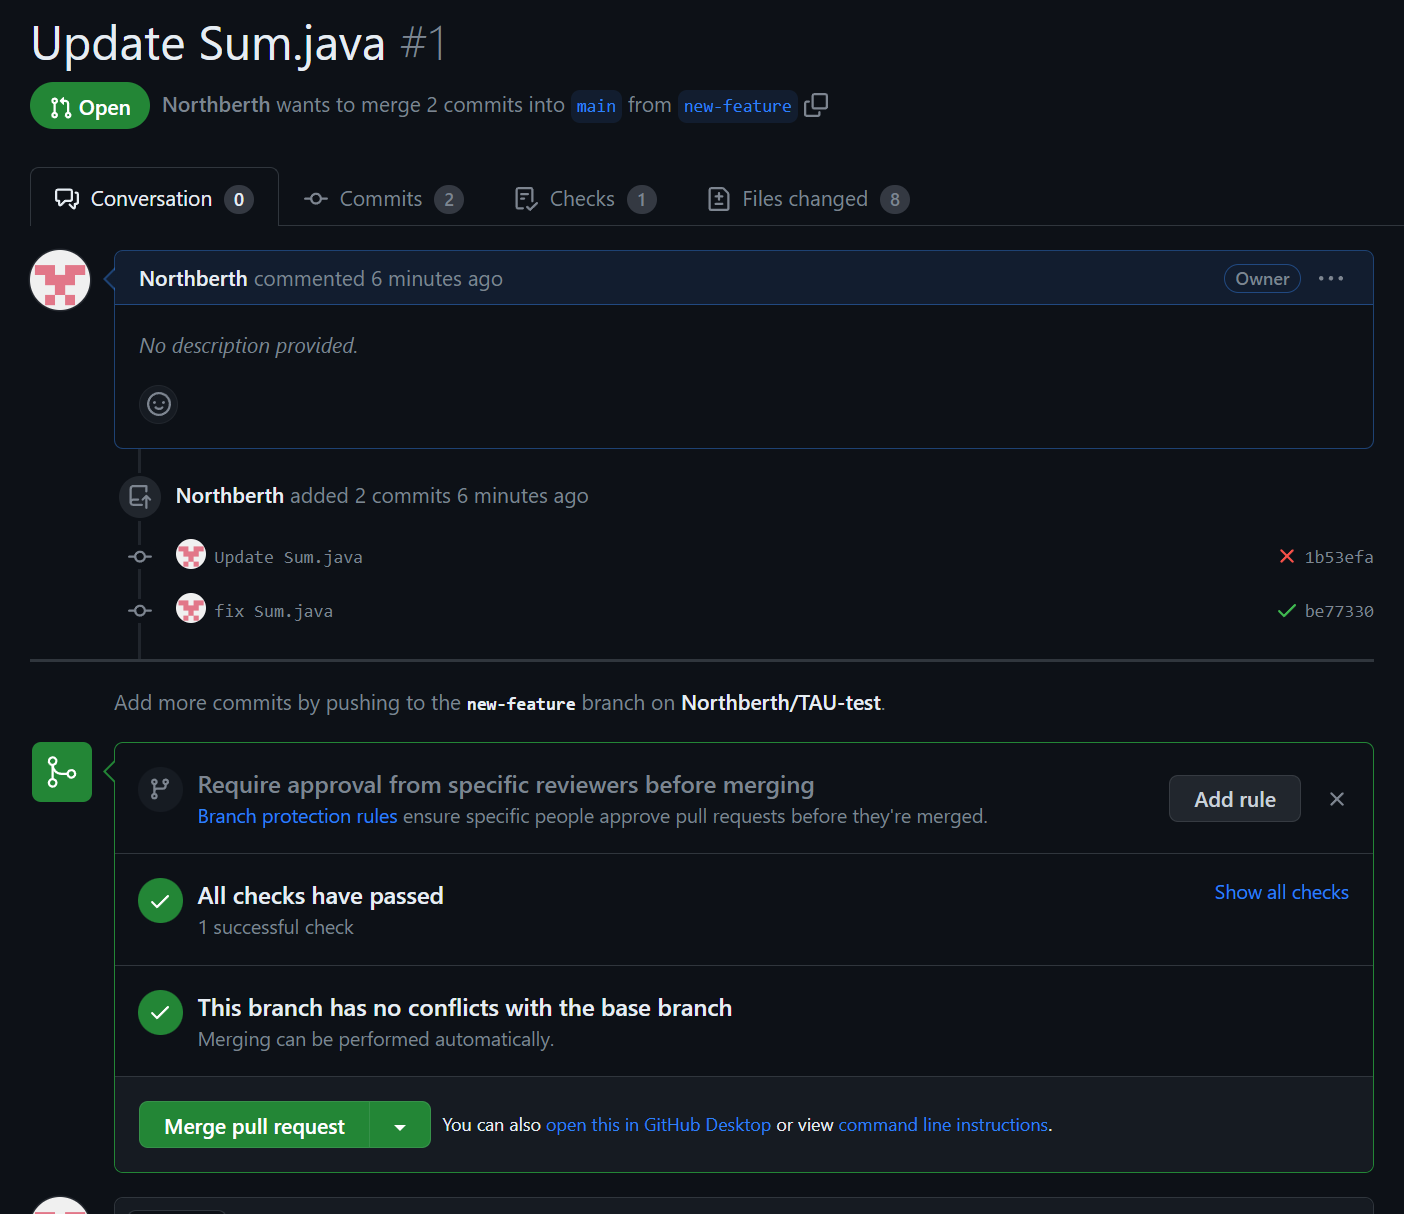 Update Sum.java #1
Open Northberth wants to merge 2 commits into main from new-feature
Conversation 0 Commits 2 Checks 1 Files changed 8
Northberth commented 6 minutes ago Owner
No description provided.
Northberth added 2 commits 6 minutes ago
Update Sum.java 1b53efa
fix Sum.java be77330
Add more commits by pushing to the new-feature branch on Northberth/TAU-test.
Require approval from specific reviewers before merging
Branch protection rules ensure specific people approve pull requests before they're merged.
Add rule
All checks have passed
Show all checks
1 successful check
This branch has no conflicts with the base branch
Merging can be performed automatically.
Merge pull request You can also open this in GitHub Desktop or view command line instructions.